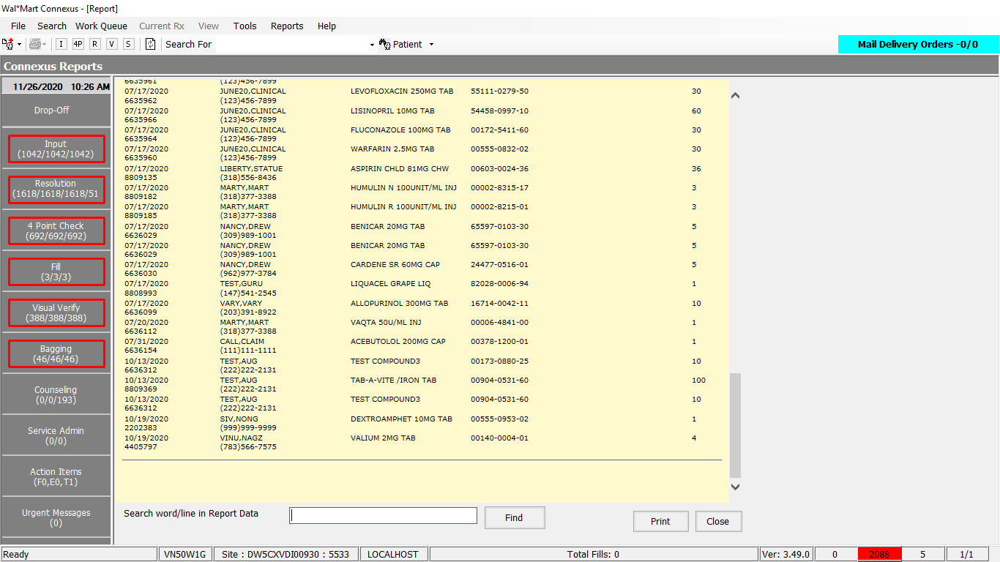 Wal*Mart Connexus - [Report]
File Search Work Queue Current Rx View Tools Reports Help
I 4P R V S Search For Patient Mail Delivery Orders -0/0
Connexus Reports
11/26/2020 10:26 AM
Drop-Off
Input
(1042/1042/1042)
Resolution
(1618/1618/1618/51
4 Point Check
(692/692/692)
Fill
(3/3/3)
Visual Verify
(388/388/388)
Bagging
(46/46/46)
Counseling
(0/0/193)
Service Admin
(0/0)
Action Items
(F0,E0,T1)
Urgent Messages
(0)
6635961 (123)456-7899
07/17/2020 JUNE20,CLINICAL LEVOFLOXACIN 250MG TAB 55111-0279-50 30
6635962 (123)456-7899
07/17/2020 JUNE20,CLINICAL LISINOPRIL 10MG TAB 54458-0997-10 60
6635966 (123)456-7899
07/17/2020 JUNE20,CLINICAL FLUCONAZOLE 100MG TAB 00172-5411-60 30
6635964 (123)456-7899
07/17/2020 JUNE20,CLINICAL WARFARIN 2.5MG TAB 00555-0832-02 30
6635960 (123)456-7899
07/17/2020 LIBERTY,STATUE ASPIRIN CHLD 81MG CHW 00603-0024-36 36
8809135 (318)556-8436
07/17/2020 MARTY,MART HUMULIN N 100UNIT/ML INJ 00002-8315-17 3
8809182 (318)377-3388
07/17/2020 MARTY,MART HUMULIN R 100UNIT/ML INJ 00002-8215-01 3
8809185 (318)377-3388
07/17/2020 NANCY,DREW BENICAR 20MG TAB 65597-0103-30 5
6636029 (309)989-1001
07/17/2020 NANCY,DREW BENICAR 20MG TAB 65597-0103-30 5
6636029 (309)989-1001
07/17/2020 NANCY,DREW CARDENE SR 60MG CAP 24477-0516-01 5
6636030 (962)977-3784
07/17/2020 TEST,GURU LIQUACEL GRAPE LIQ 82028-0006-94 1
8808993 (147)541-2545
07/17/2020 VARY,VARY ALLOPURINOL 300MG TAB 16714-0042-11 10
6636099 (203)391-8922
07/20/2020 MARTY,MART VAQTA 50U/ML INJ 00006-4841-00 1
6636112 (318)377-3388
07/31/2020 CALL,CLAIM ACEBUTOLOL 200MG CAP 00378-1200-01 1
6636154 (111)111-1111
10/13/2020 TEST,AUG TEST COMPOUND3 00173-0880-25 10
6636312 (222)222-2131
10/13/2020 TEST,AUG TAB-A-VITE /IRON TAB 00904-0531-60 100
8809369 (222)222-2131
10/13/2020 TEST,AUG TEST COMPOUND3 00904-0531-60 10
6636312 (222)222-2131
10/19/2020 SIV,NONG DEXTROAMPHET 10MG TAB 00555-0953-02 1
2202383 (999)999-9999
10/19/2020 VINU,NAGZ VALIUM 2MG TAB 00140-0004-01 4
4405797 (783)566-7575
Search word/line in Report Data Find Print Close
Ready VN50W1G Site : DW5CXVDI00930 : 5533 LOCALHOST Total Fills: 0 Ver: 3.49.0 0 2088 5 1/1